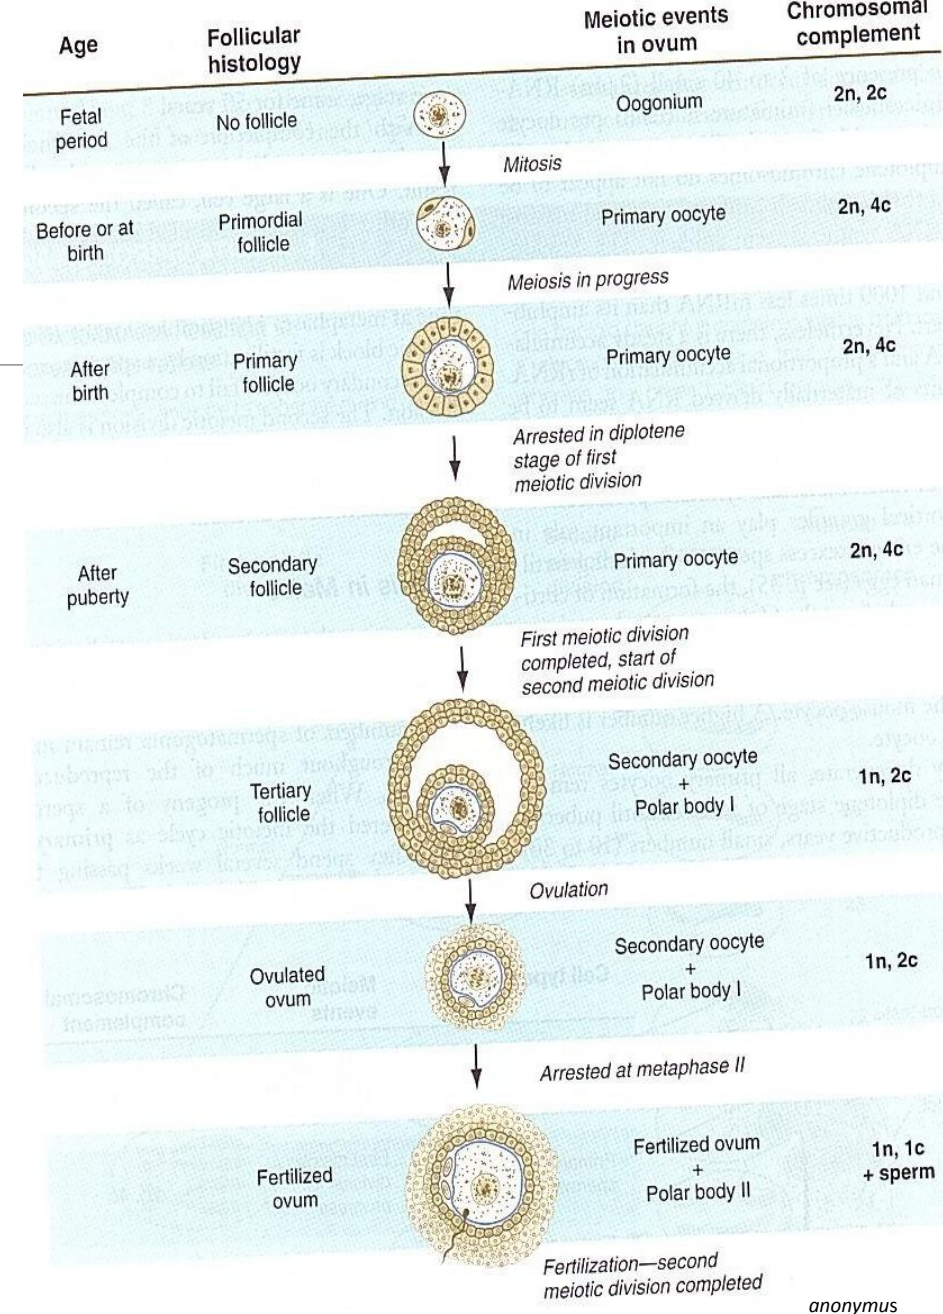 Age
Follicular
histology
Meiotic events
in ovum
Chromosomal
complement
Fetal
period
No follicle
Oogonium
2n, 2c
Mitosis
Before or at
birth
Primordial
follicle
Primary oocyte
2n, 4c
Meiosis in progress
After
birth
Primary
follicle
Primary oocyte
2n, 4c
Arrested in diplotene
stage of first
meiotic division
After
puberty
Secondary
follicle
Primary oocyte
2n, 4c
First meiotic division
completed, start of
second meiotic division
Tertiary
follicle
Secondary oocyte
+
Polar body I
1n, 2c
Ovulation
Ovulated
ovum
Secondary oocyte
+
Polar body I
1n, 2c
Arrested at metaphase II
Fertilized
ovum
Fertilized ovum
+
Polar body II
1n, 1c
+ sperm
Fertilization—second
meiotic division completed
anonymus